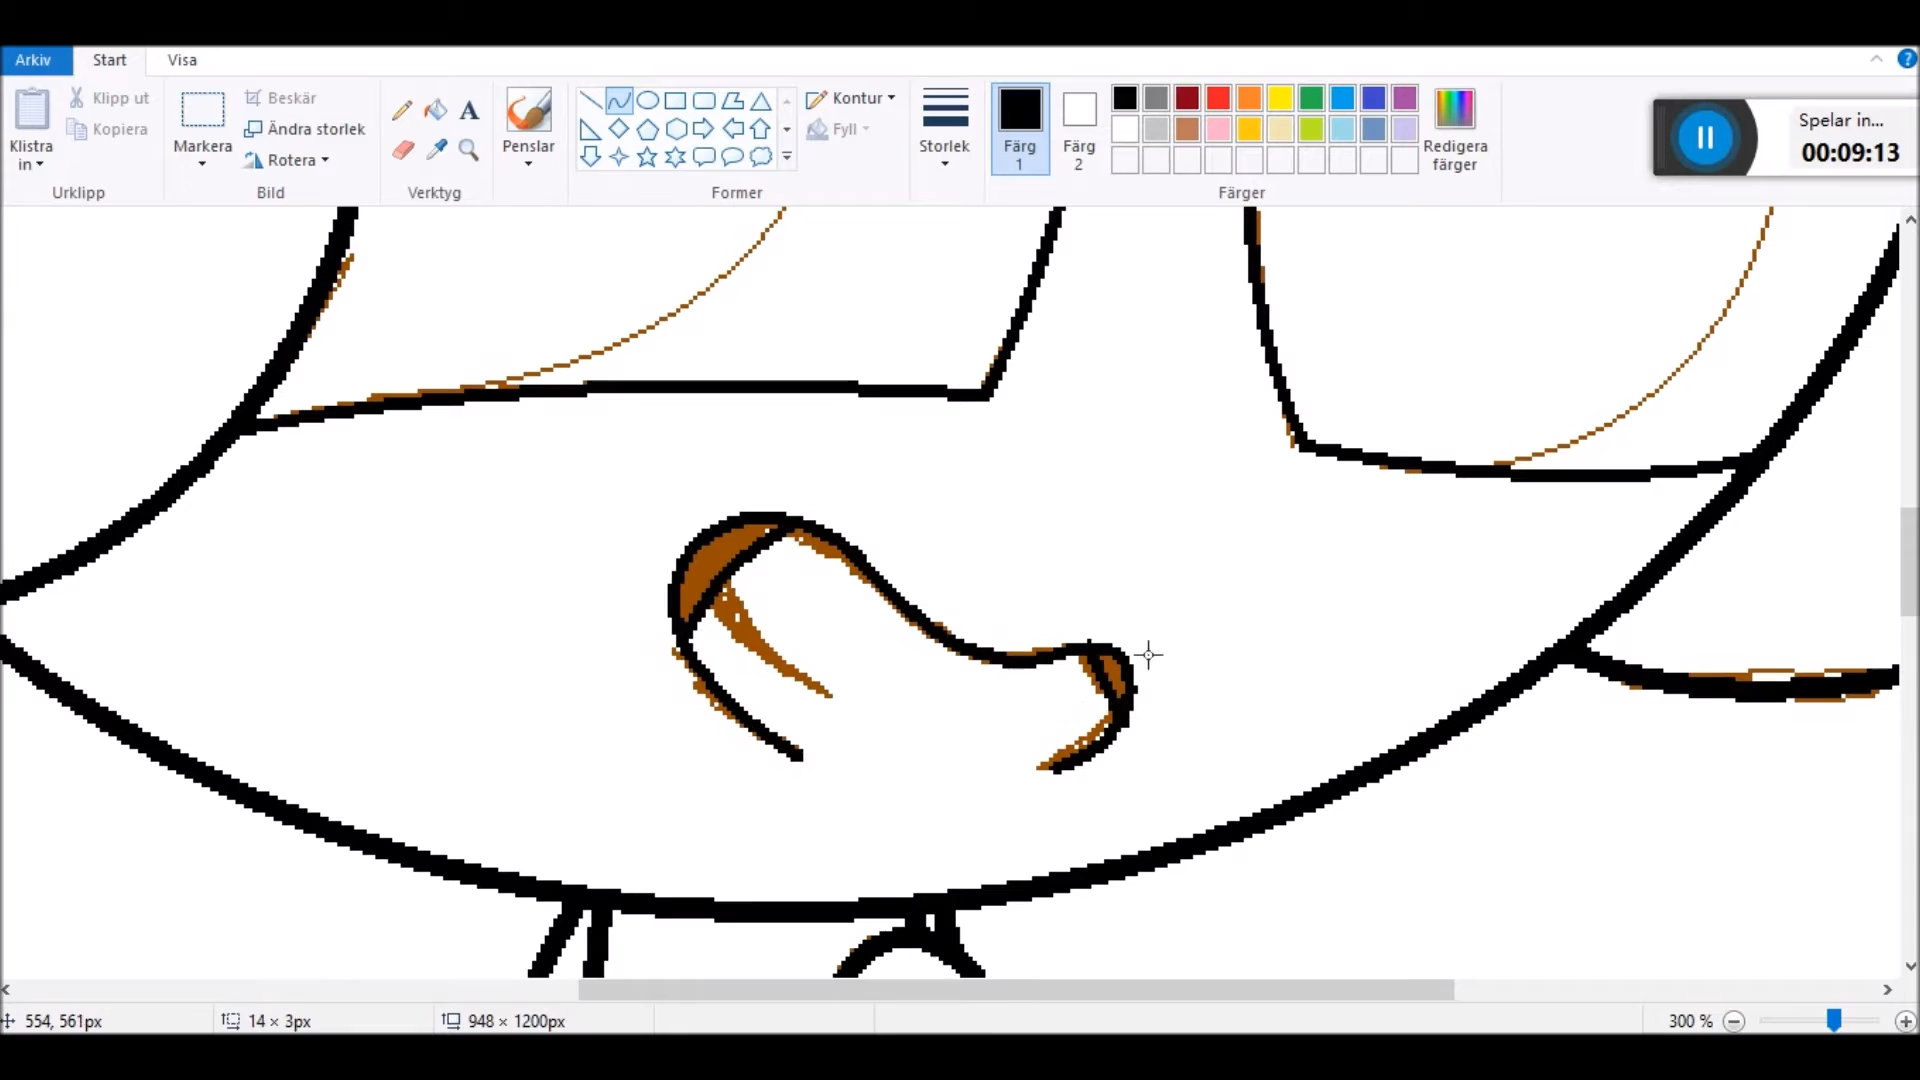 Arkiv Start Visa
Klipp ut
Kopiera
Klistra
in
Urklipp
Markera
Beskär
Ändra storlek
Rotera
Bild
A
Verktyg
Penslar
Kontur
Fyll
Former
Storlek
Färg
1
Färg
2
Redigera
färger
Färger
?
Spelar in...
00:09:13
554, 561px
14 × 3px
948 × 1200px
300 %